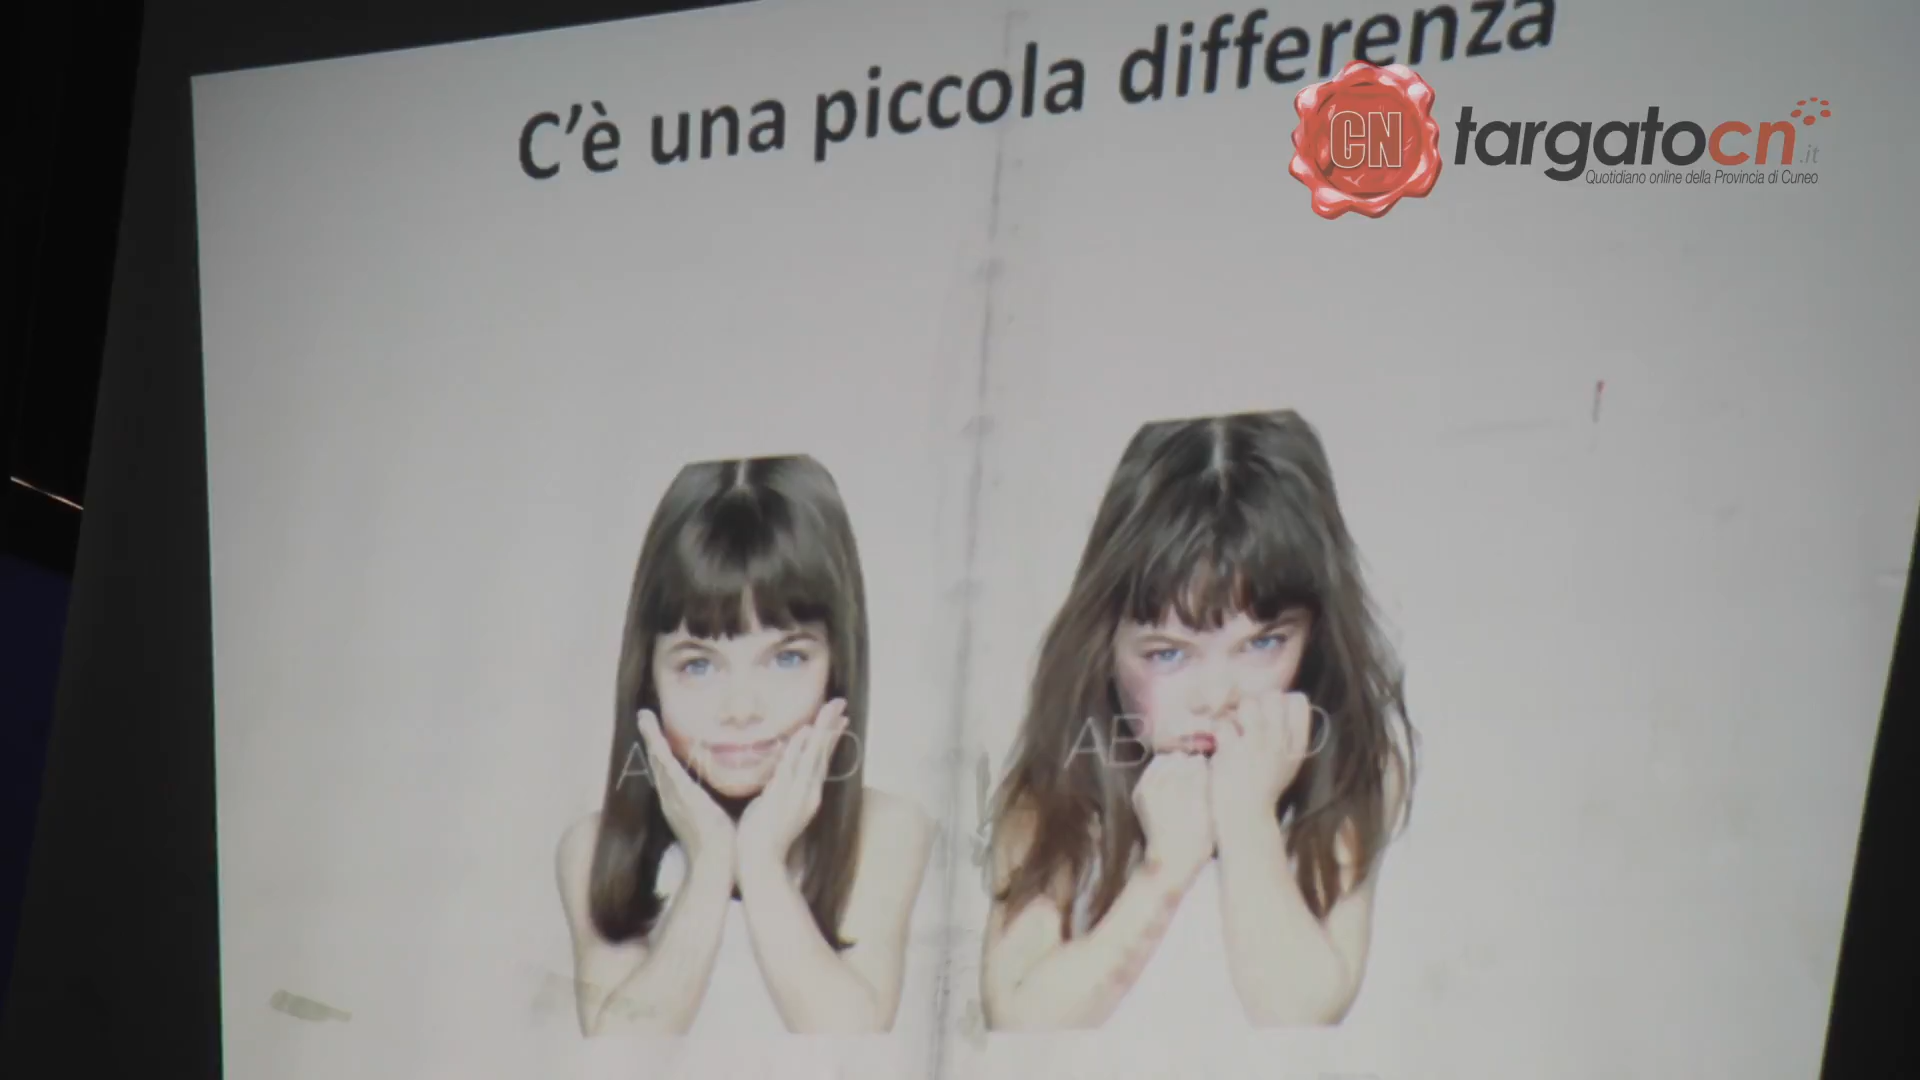 C'è una piccola differenza
CN targatocn.it
Quotidiano online della Provincia di Cuneo